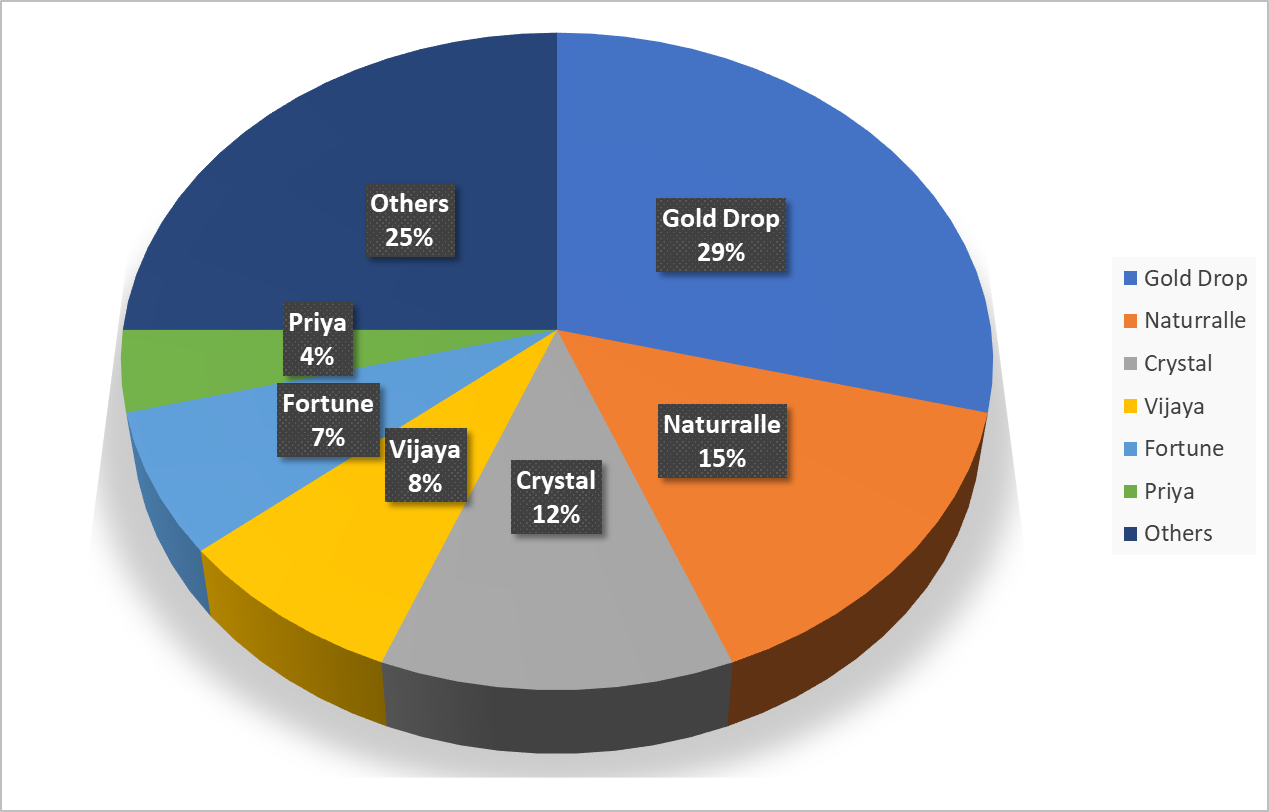 Others
25%
Gold Drop
29%
Priya
4%
Fortune
7%
Vijaya
8%
Crystal
12%
Naturralle
15%
Gold Drop
Naturralle
Crystal
Vijaya
Fortune
Priya
Others